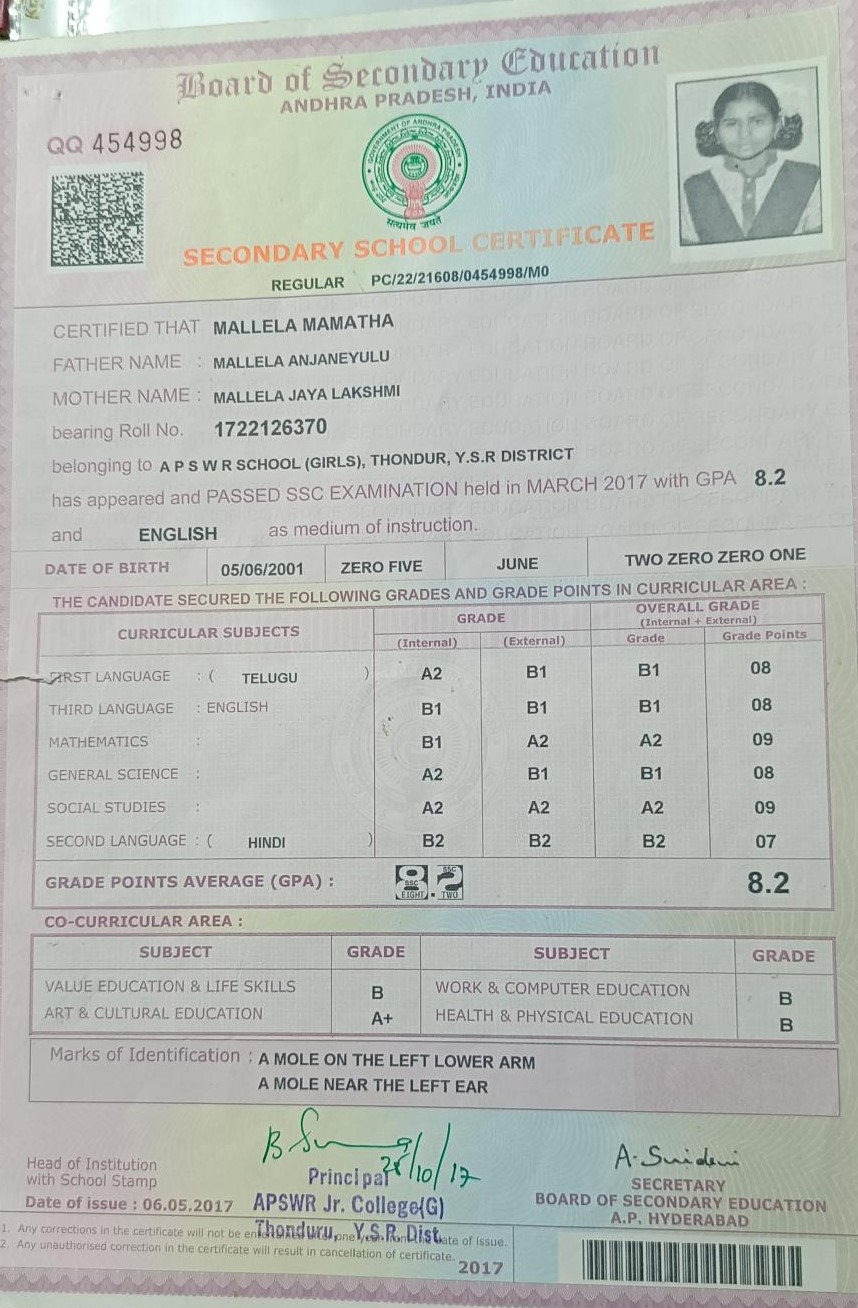 Board of Secondary Education
ANDHRA PRADESH, INDIA
QQ 454998
GOVERNMENT OF ANDHRA PRADESH
सत्यमेव जयते
SECONDARY SCHOOL CERTIFICATE
REGULAR PC/22/21608/0454998/M0
CERTIFIED THAT MALLELA MAMATHA
FATHER NAME : MALLELA ANJANEYULU
MOTHER NAME : MALLELA JAYA LAKSHMI
bearing Roll No. 1722126370
belonging to A P S W R SCHOOL (GIRLS), THONDUR, Y.S.R DISTRICT
has appeared and PASSED SSC EXAMINATION held in MARCH 2017 with GPA 8.2
and ENGLISH as medium of instruction.
DATE OF BIRTH 05/06/2001 ZERO FIVE JUNE TWO ZERO ZERO ONE
THE CANDIDATE SECURED THE FOLLOWING GRADES AND GRADE POINTS IN CURRICULAR AREA :
CURRICULAR SUBJECTS GRADE OVERALL GRADE
(Internal + External)
(Internal) (External) Grade Grade Points
FIRST LANGUAGE : ( TELUGU ) A2 B1 B1 08
THIRD LANGUAGE : ENGLISH B1 B1 B1 08
MATHEMATICS : B1 A2 A2 09
GENERAL SCIENCE : A2 B1 B1 08
SOCIAL STUDIES : A2 A2 A2 09
SECOND LANGUAGE : ( HINDI ) B2 B2 B2 07
GRADE POINTS AVERAGE (GPA) : 8 SSC EIGHT . 2 SSC TWO 8.2
CO-CURRICULAR AREA :
SUBJECT GRADE SUBJECT GRADE
VALUE EDUCATION & LIFE SKILLS B WORK & COMPUTER EDUCATION B
ART & CULTURAL EDUCATION A+ HEALTH & PHYSICAL EDUCATION B
Marks of Identification : A MOLE ON THE LEFT LOWER ARM
A MOLE NEAR THE LEFT EAR
Head of Institution
with School Stamp
Principal
APSWR Jr. College(G)
Thonduru, Y.S.R. Dist.
Date of issue : 06.05.2017
SECRETARY
BOARD OF SECONDARY EDUCATION
A.P. HYDERABAD
1. Any corrections in the certificate will not be one year from the date of issue.
2. Any unauthorised correction in the certificate will result in cancellation of certificate.
2017